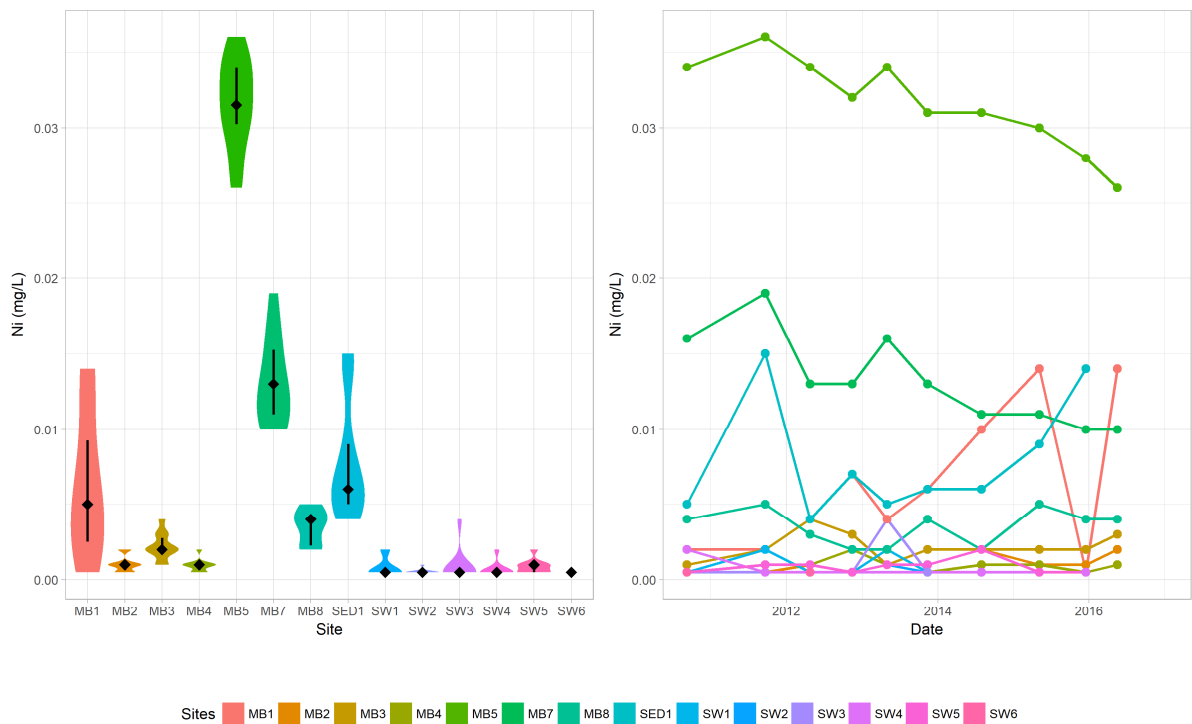 Ni (mg/L)
0.03
0.02
0.01
0.00
MB1 MB2 MB3 MB4 MB5 MB7 MB8 SED1 SW1 SW2 SW3 SW4 SW5 SW6
Site
Ni (mg/L)
0.03
0.02
0.01
0.00
2012 2014 2016
Date
Sites MB1 MB2 MB3 MB4 MB5 MB7 MB8 SED1 SW1 SW2 SW3 SW4 SW5 SW6